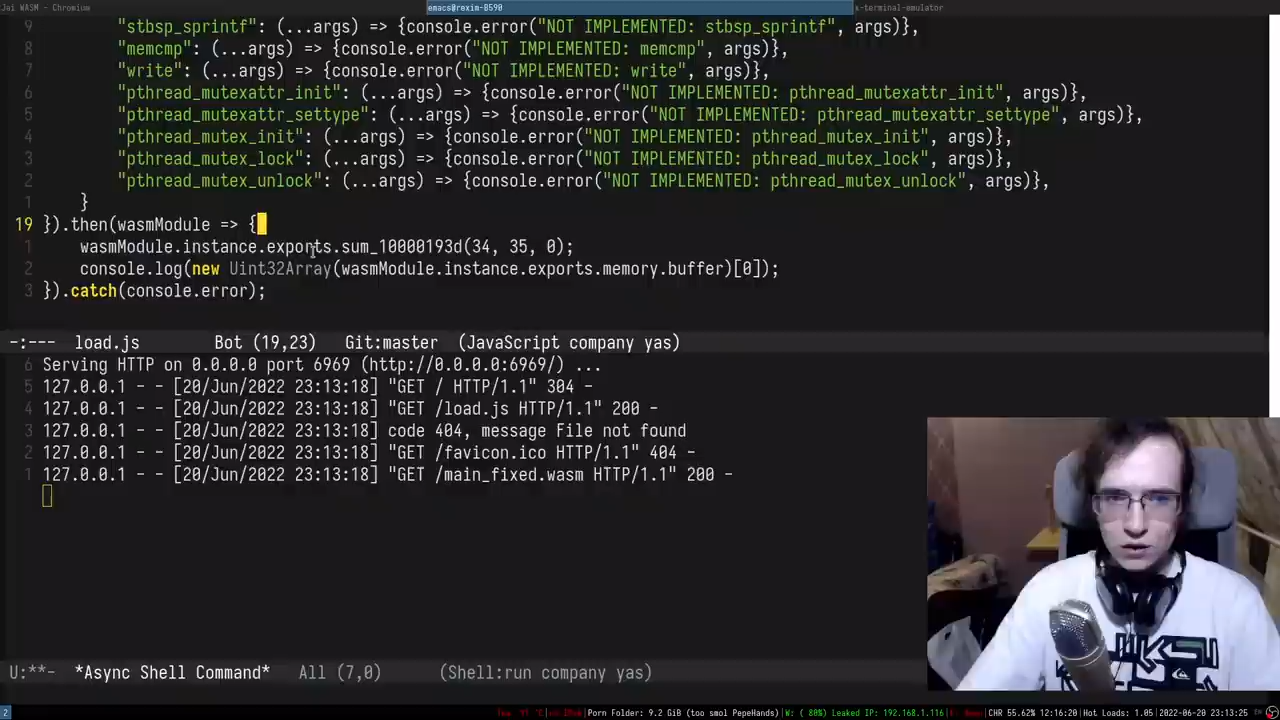 Jai WASM - Chromium
emacs@rexim-B590
x-terminal-emulator
9 "stbsp_sprintf": (...args) => {console.error("NOT IMPLEMENTED: stbsp_sprintf", args)},
8 "memcmp": (...args) => {console.error("NOT IMPLEMENTED: memcmp", args)},
7 "write": (...args) => {console.error("NOT IMPLEMENTED: write", args)},
6 "pthread_mutexattr_init": (...args) => {console.error("NOT IMPLEMENTED: pthread_mutexattr_init", args)},
5 "pthread_mutexattr_settype": (...args) => {console.error("NOT IMPLEMENTED: pthread_mutexattr_settype", args)},
4 "pthread_mutex_init": (...args) => {console.error("NOT IMPLEMENTED: pthread_mutex_init", args)},
3 "pthread_mutex_lock": (...args) => {console.error("NOT IMPLEMENTED: pthread_mutex_lock", args)},
2 "pthread_mutex_unlock": (...args) => {console.error("NOT IMPLEMENTED: pthread_mutex_unlock", args)},
1 }
19 }).then(wasmModule => {
1 wasmModule.instance.exports.sum_10000193d(34, 35, 0);
2 console.log(new Uint32Array(wasmModule.instance.exports.memory.buffer)[0]);
3 }).catch(console.error);
-:--- load.js Bot (19,23) Git:master (JavaScript company yas)
6 Serving HTTP on 0.0.0.0 port 6969 (http://0.0.0.0:6969/) ...
5 127.0.0.1 - - [20/Jun/2022 23:13:18] "GET / HTTP/1.1" 304 -
4 127.0.0.1 - - [20/Jun/2022 23:13:18] "GET /load.js HTTP/1.1" 200 -
3 127.0.0.1 - - [20/Jun/2022 23:13:18] code 404, message File not found
2 127.0.0.1 - - [20/Jun/2022 23:13:18] "GET /favicon.ico HTTP/1.1" 404 -
1 127.0.0.1 - - [20/Jun/2022 23:13:18] "GET /main_fixed.wasm HTTP/1.1" 200 -
U:**- *Async Shell Command* All (7,0) (Shell:run company yas)
2
Porn Folder: 9.2 GiB (too smol PepeHands) W: ( 80%) Leaked IP: 192.168.1.116 CHR 55.62% 12:16:20 Hot Loads: 1.05 2022-06-20 23:13:25